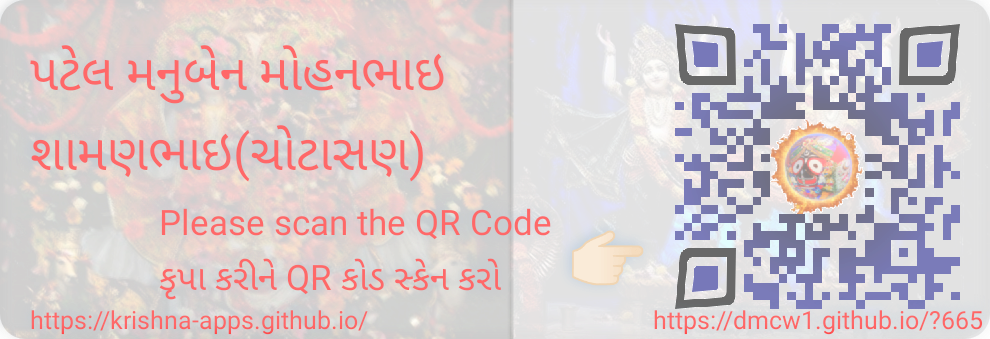 પટેલ મનુબેન મોહનભાઇ
શામણભાઇ(ચોટાસણ)
Please scan the QR Code
કૃપા કરીને QR કોડ સ્કેન કરો
https://krishna-apps.github.io/
https://dmcw1.github.io/?665